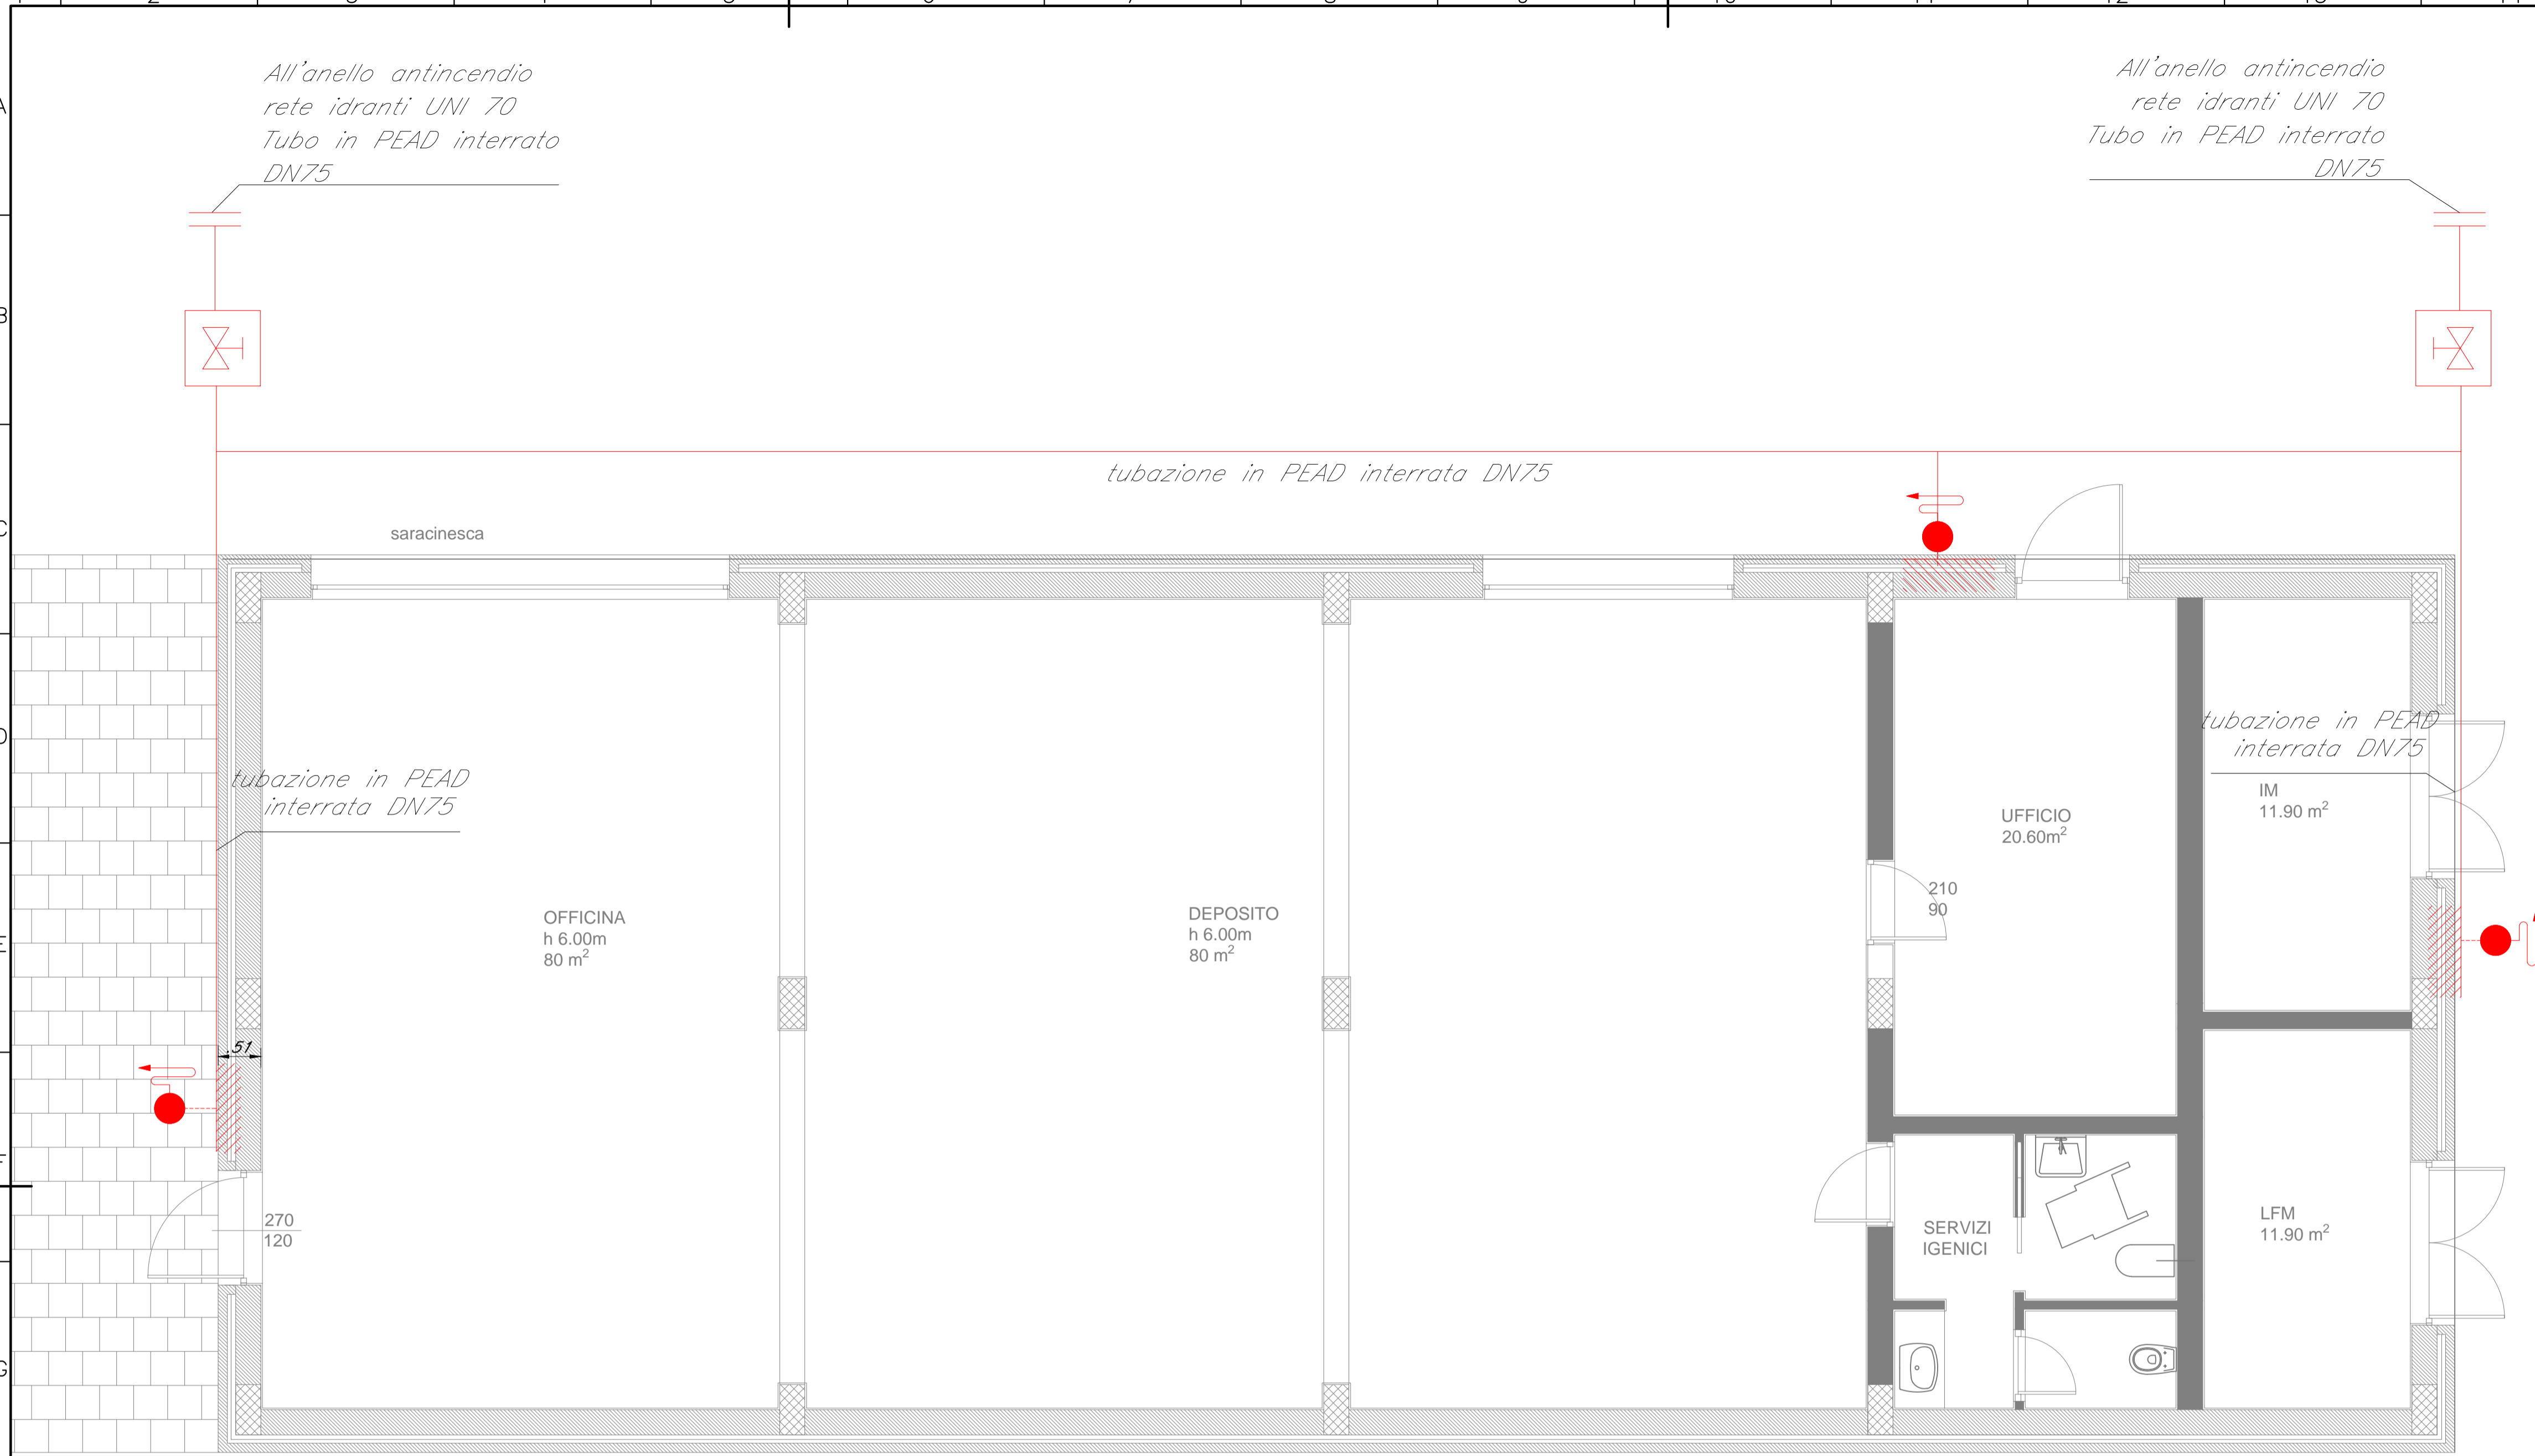 All'anello antincendio
rete idranti UNI 70
Tubo in PEAD interrato
DN75
All'anello antincendio
rete idranti UNI 70
Tubo in PEAD interrato
DN75
A
B
C
tubazione in PEAD interrata DN75
saracinesca
D
tubazione in PEAD
interrata DN75
tubazione in PEAD
interrata DN75
IM
11.90 m²
UFFICIO
20.60m²
210
90
OFFICINA
h 6.00m
80 m²
DEPOSITO
h 6.00m
80 m²
E
.51
F
270
120
SERVIZI
IGENICI
LFM
11.90 m²
G